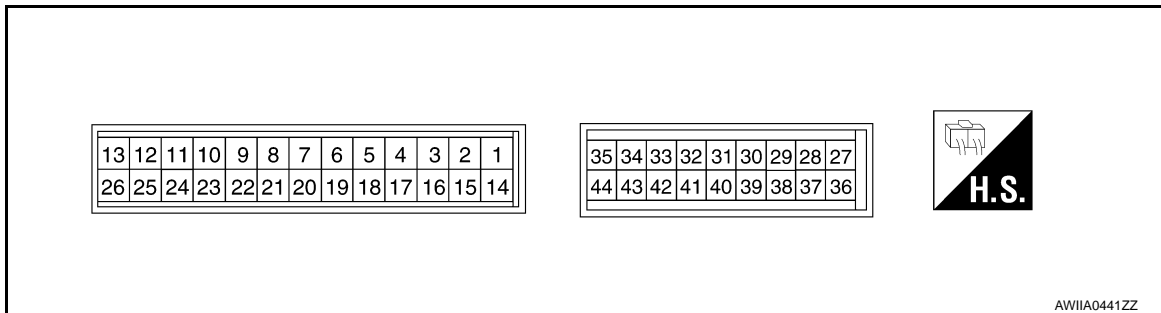 13 12 11 10 9 8 7 6 5 4 3 2 1
26 25 24 23 22 21 20 19 18 17 16 15 14
35 34 33 32 31 30 29 28 27
44 43 42 41 40 39 38 37 36
H.S.
AWIIA0441ZZ